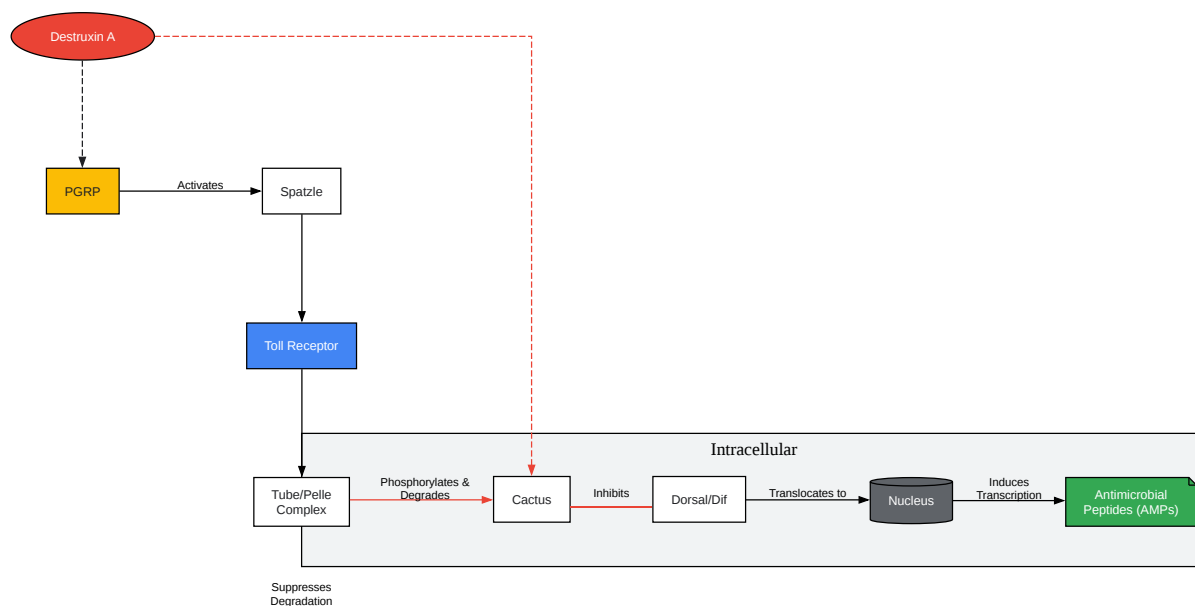 Destruxin A
PGRP
Activates
Spatzle
Toll Receptor
Intracellular
Tube/Pelle
Complex
Phosphorylates &
Degrades
Cactus
Inhibits
Dorsal/Dif
Translocates to
Nucleus
Induces
Transcription
Antimicrobial
Peptides (AMPs)
Suppresses
Degradation